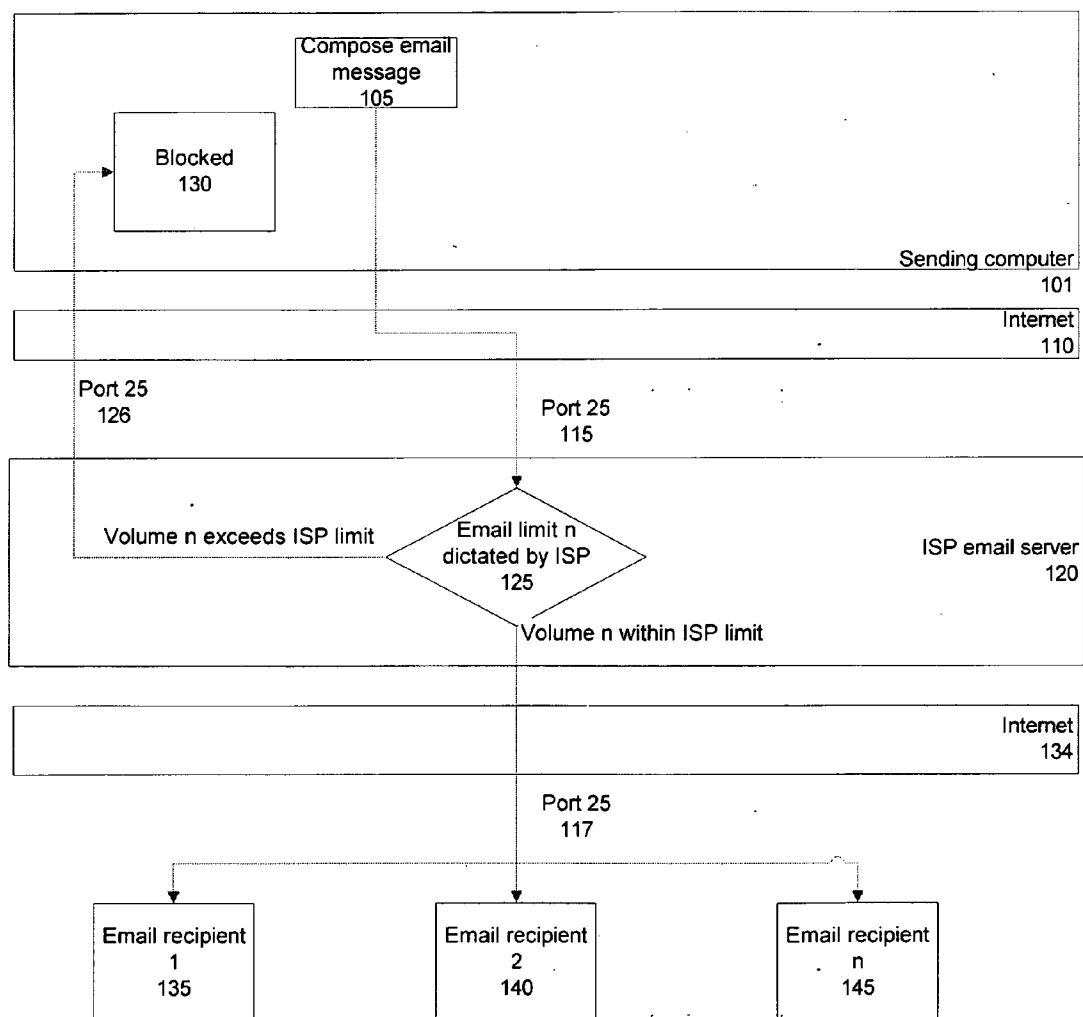 Compose email
message
105
Blocked
130
Sending computer
101
Internet
110
Port 25
126
Port 25
115
Volume n exceeds ISP limit
Email limit n
dictated by ISP
125
ISP email server
120
Volume n within ISP limit
Internet
134
Port 25
117
Email recipient
1
135
Email recipient
2
140
Email recipient
n
145